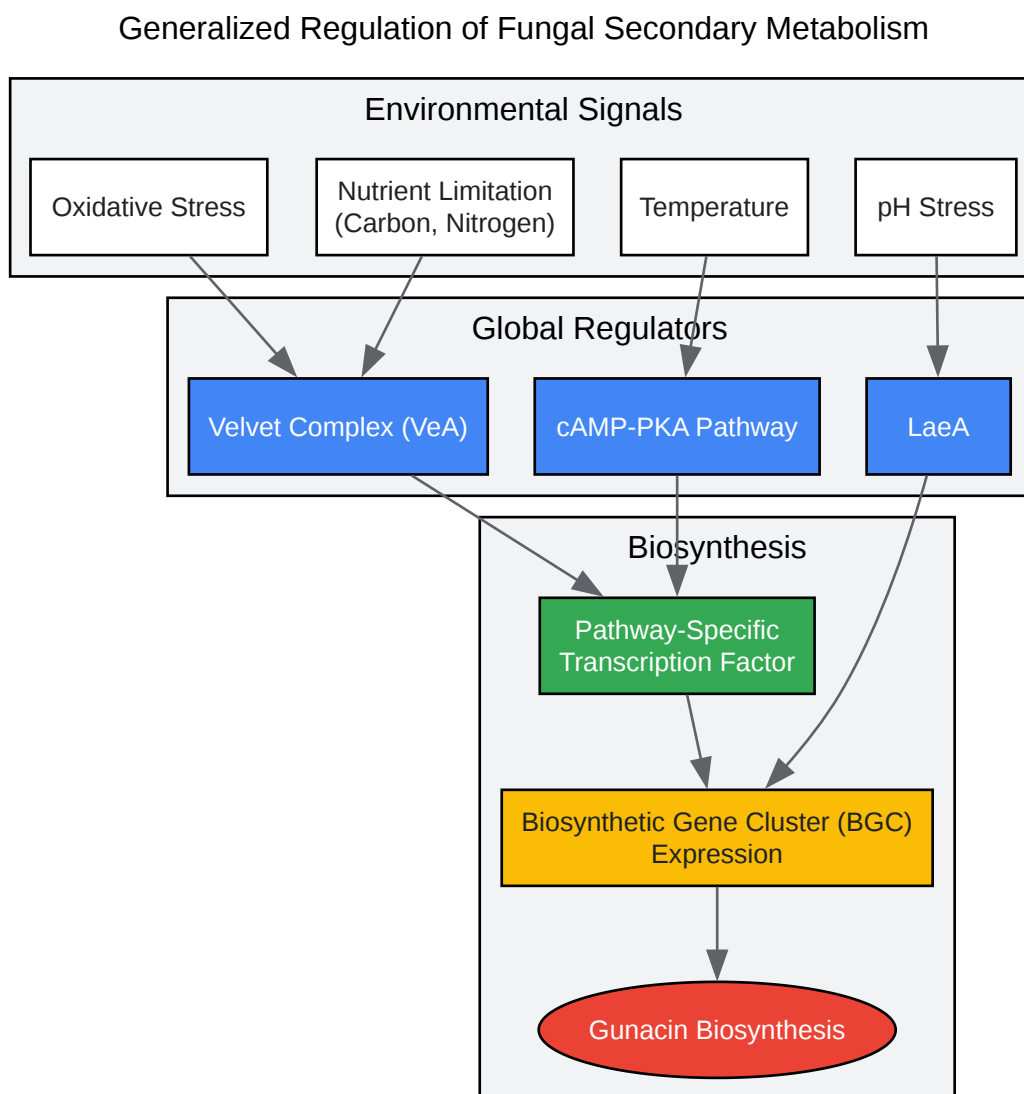 Generalized Regulation of Fungal Secondary Metabolism
Environmental Signals
Oxidative Stress
Nutrient Limitation
(Carbon, Nitrogen)
Temperature
pH Stress
Global Regulators
Velvet Complex (VeA)
cAMP-PKA Pathway
LaeA
Biosynthesis
Pathway-Specific
Transcription Factor
Biosynthetic Gene Cluster (BGC)
Expression
Gunacin Biosynthesis